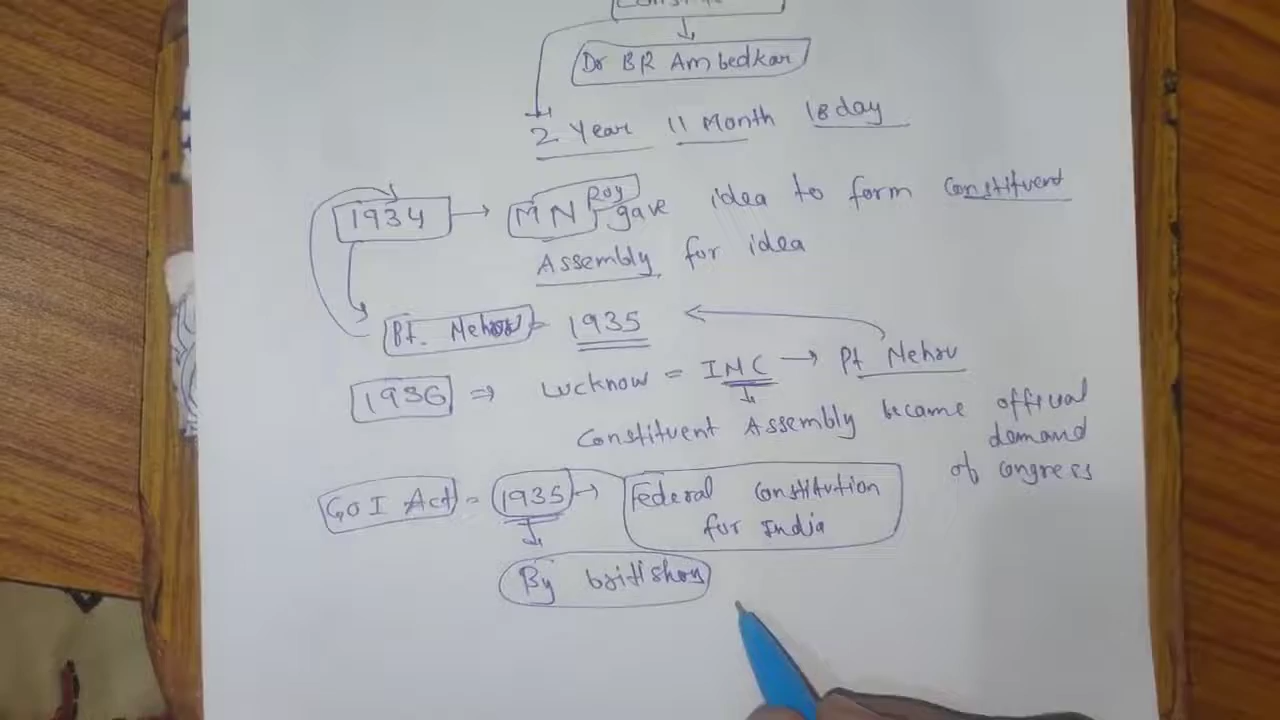 Dr BR Ambedkar
2 Year 11 Month 18 day
1934 → MN Roy gave idea to form Constituent
Assembly for idea
Pt. Nehru = 1935
1936 ⇒ Lucknow = INC → Pt Nehru
Constituent Assembly became offical
demand
of Congress
GOI Act = 1935 → Federal Constitution
for India
By britishers